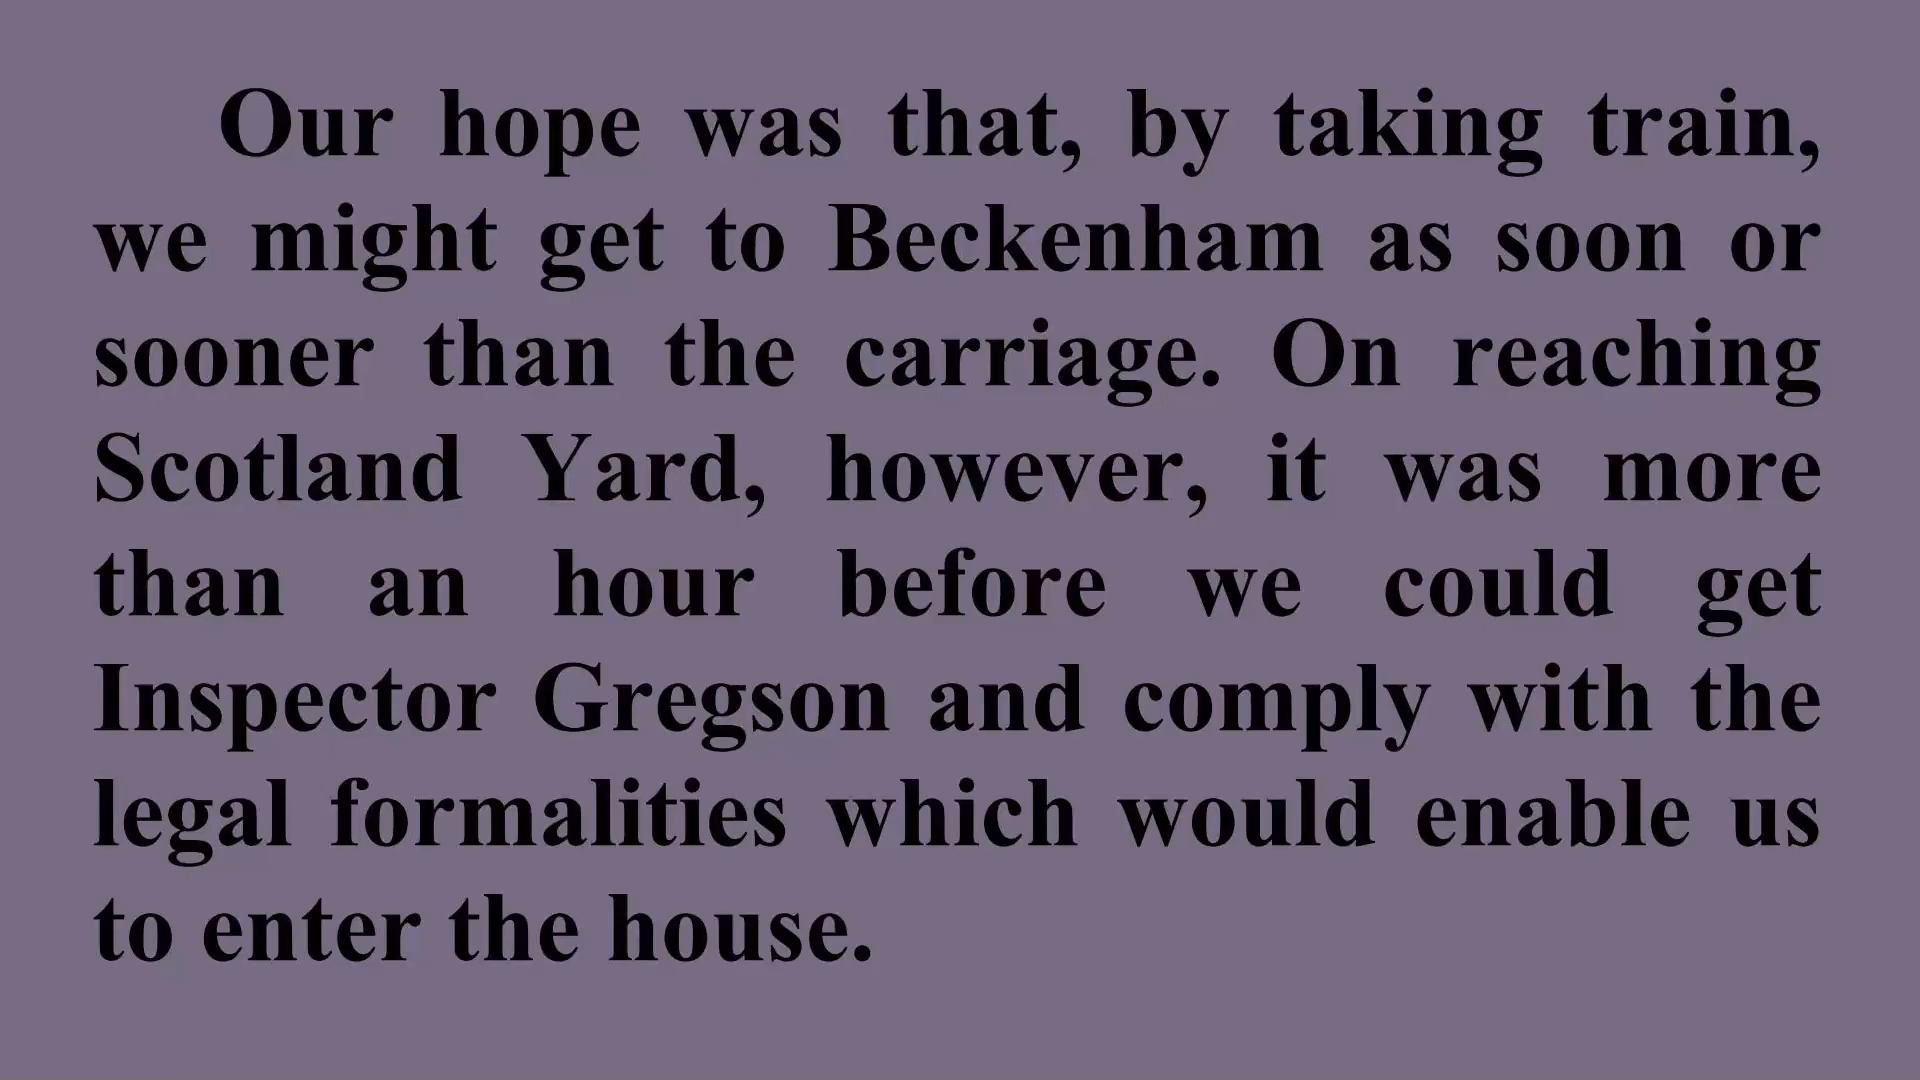 Our hope was that, by taking train,
we might get to Beckenham as soon or
sooner than the carriage. On reaching
Scotland Yard, however, it was more
than an hour before we could get
Inspector Gregson and comply with the
legal formalities which would enable us
to enter the house.